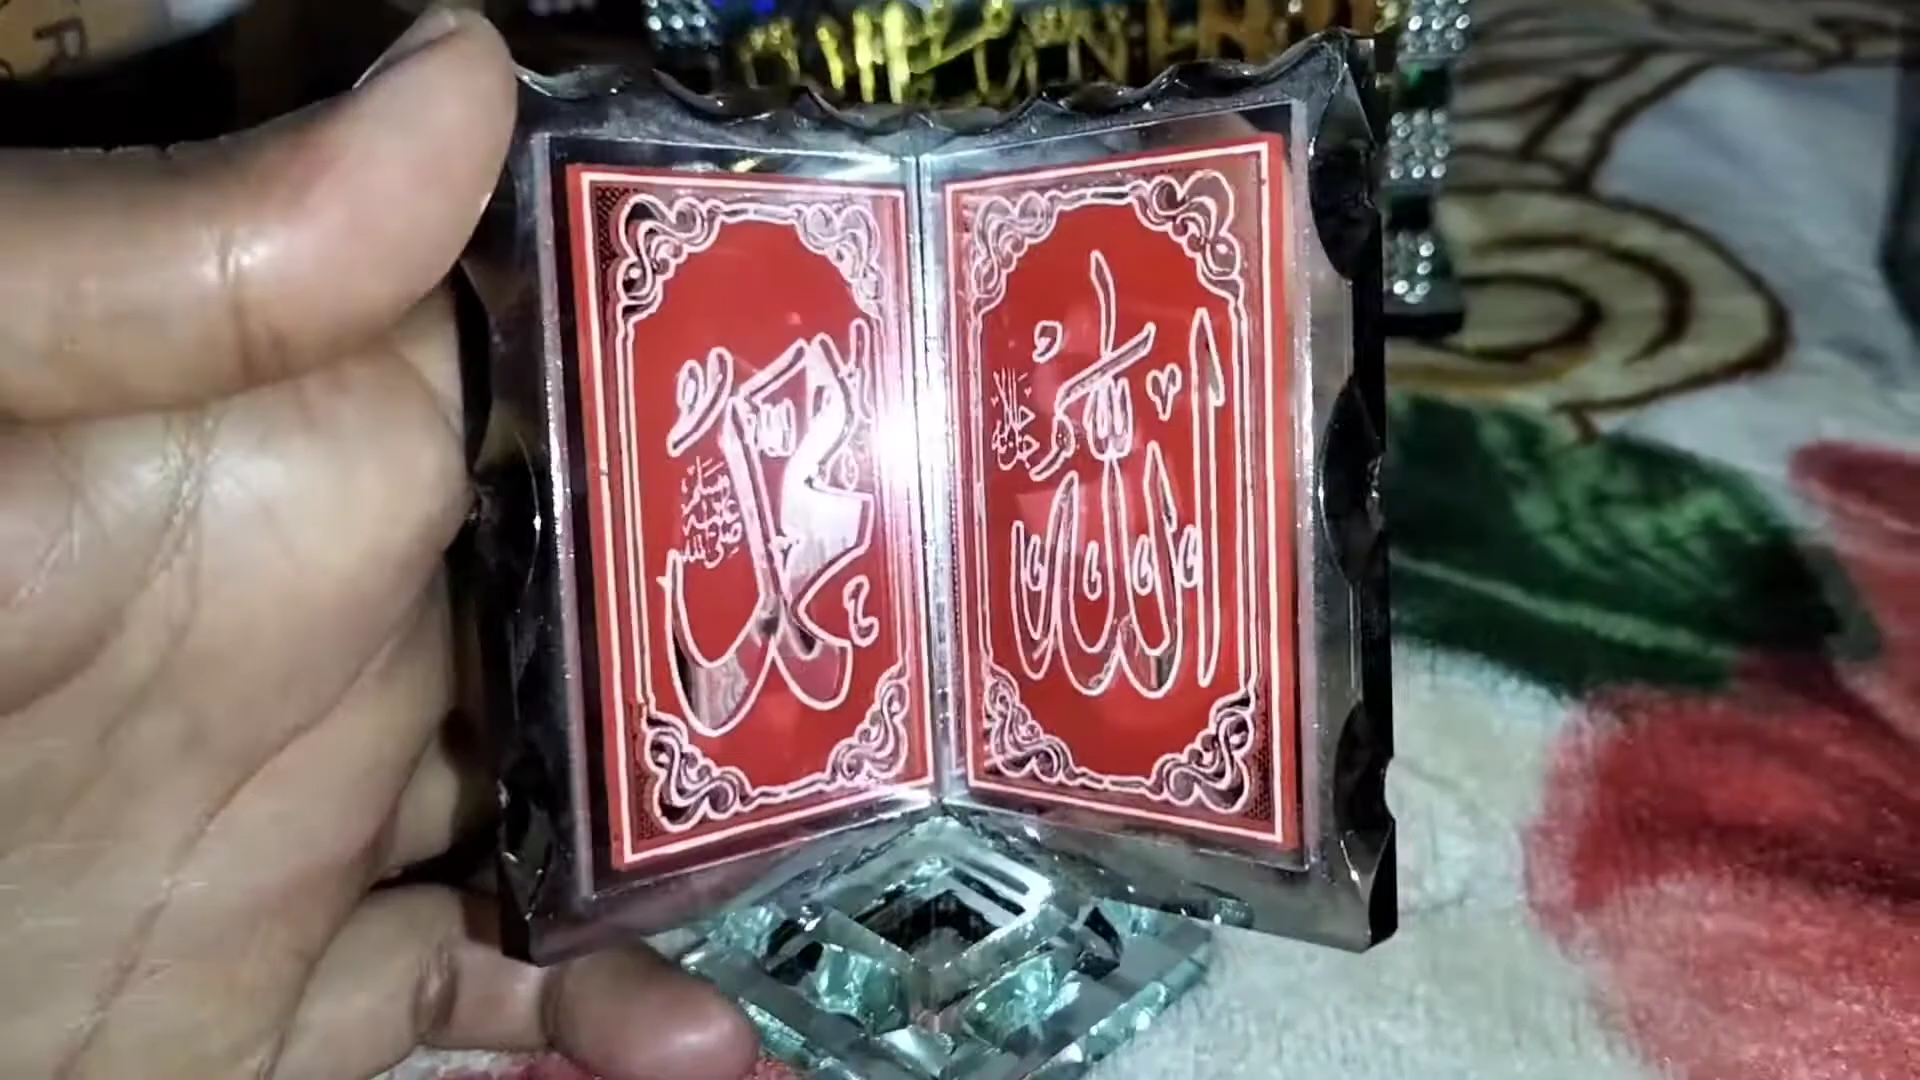 الله
جل جلاله
محمد
صلى الله
عليه
وسلم